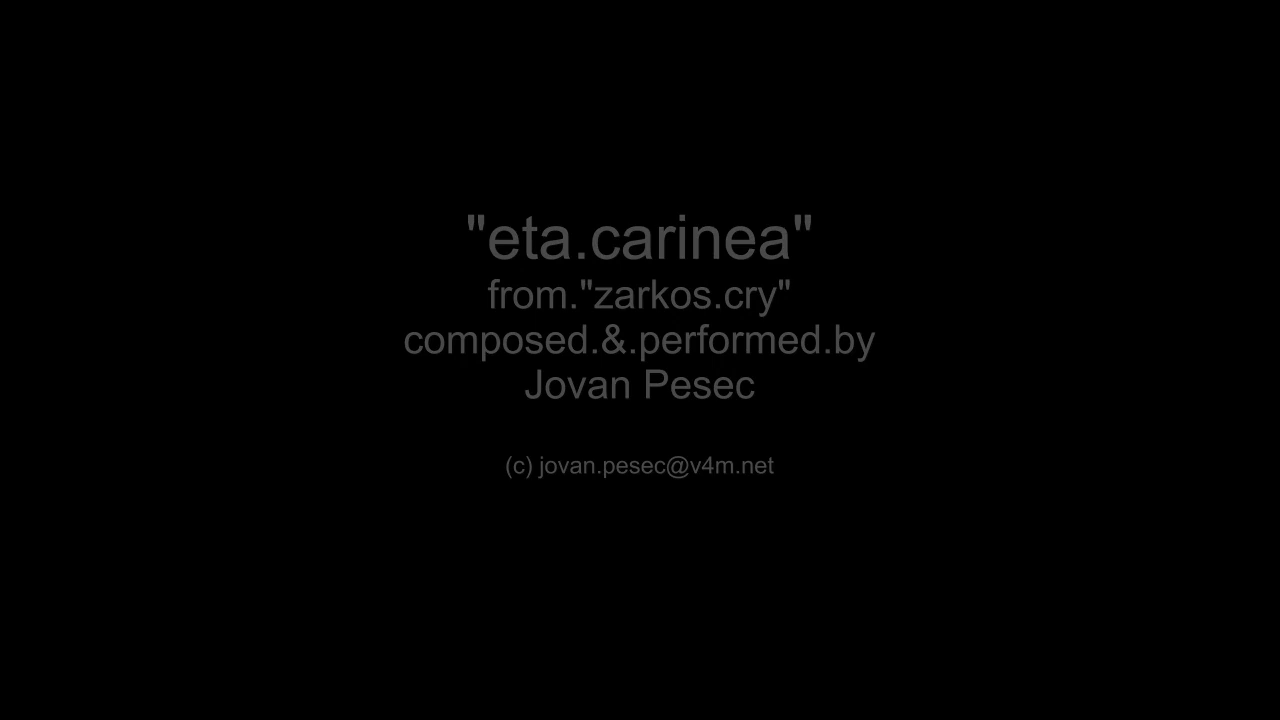 "eta.carinea"
from."zarkos.cry"
composed.&.performed.by
Jovan Pesec
(c) jovan.pesec@v4m.net